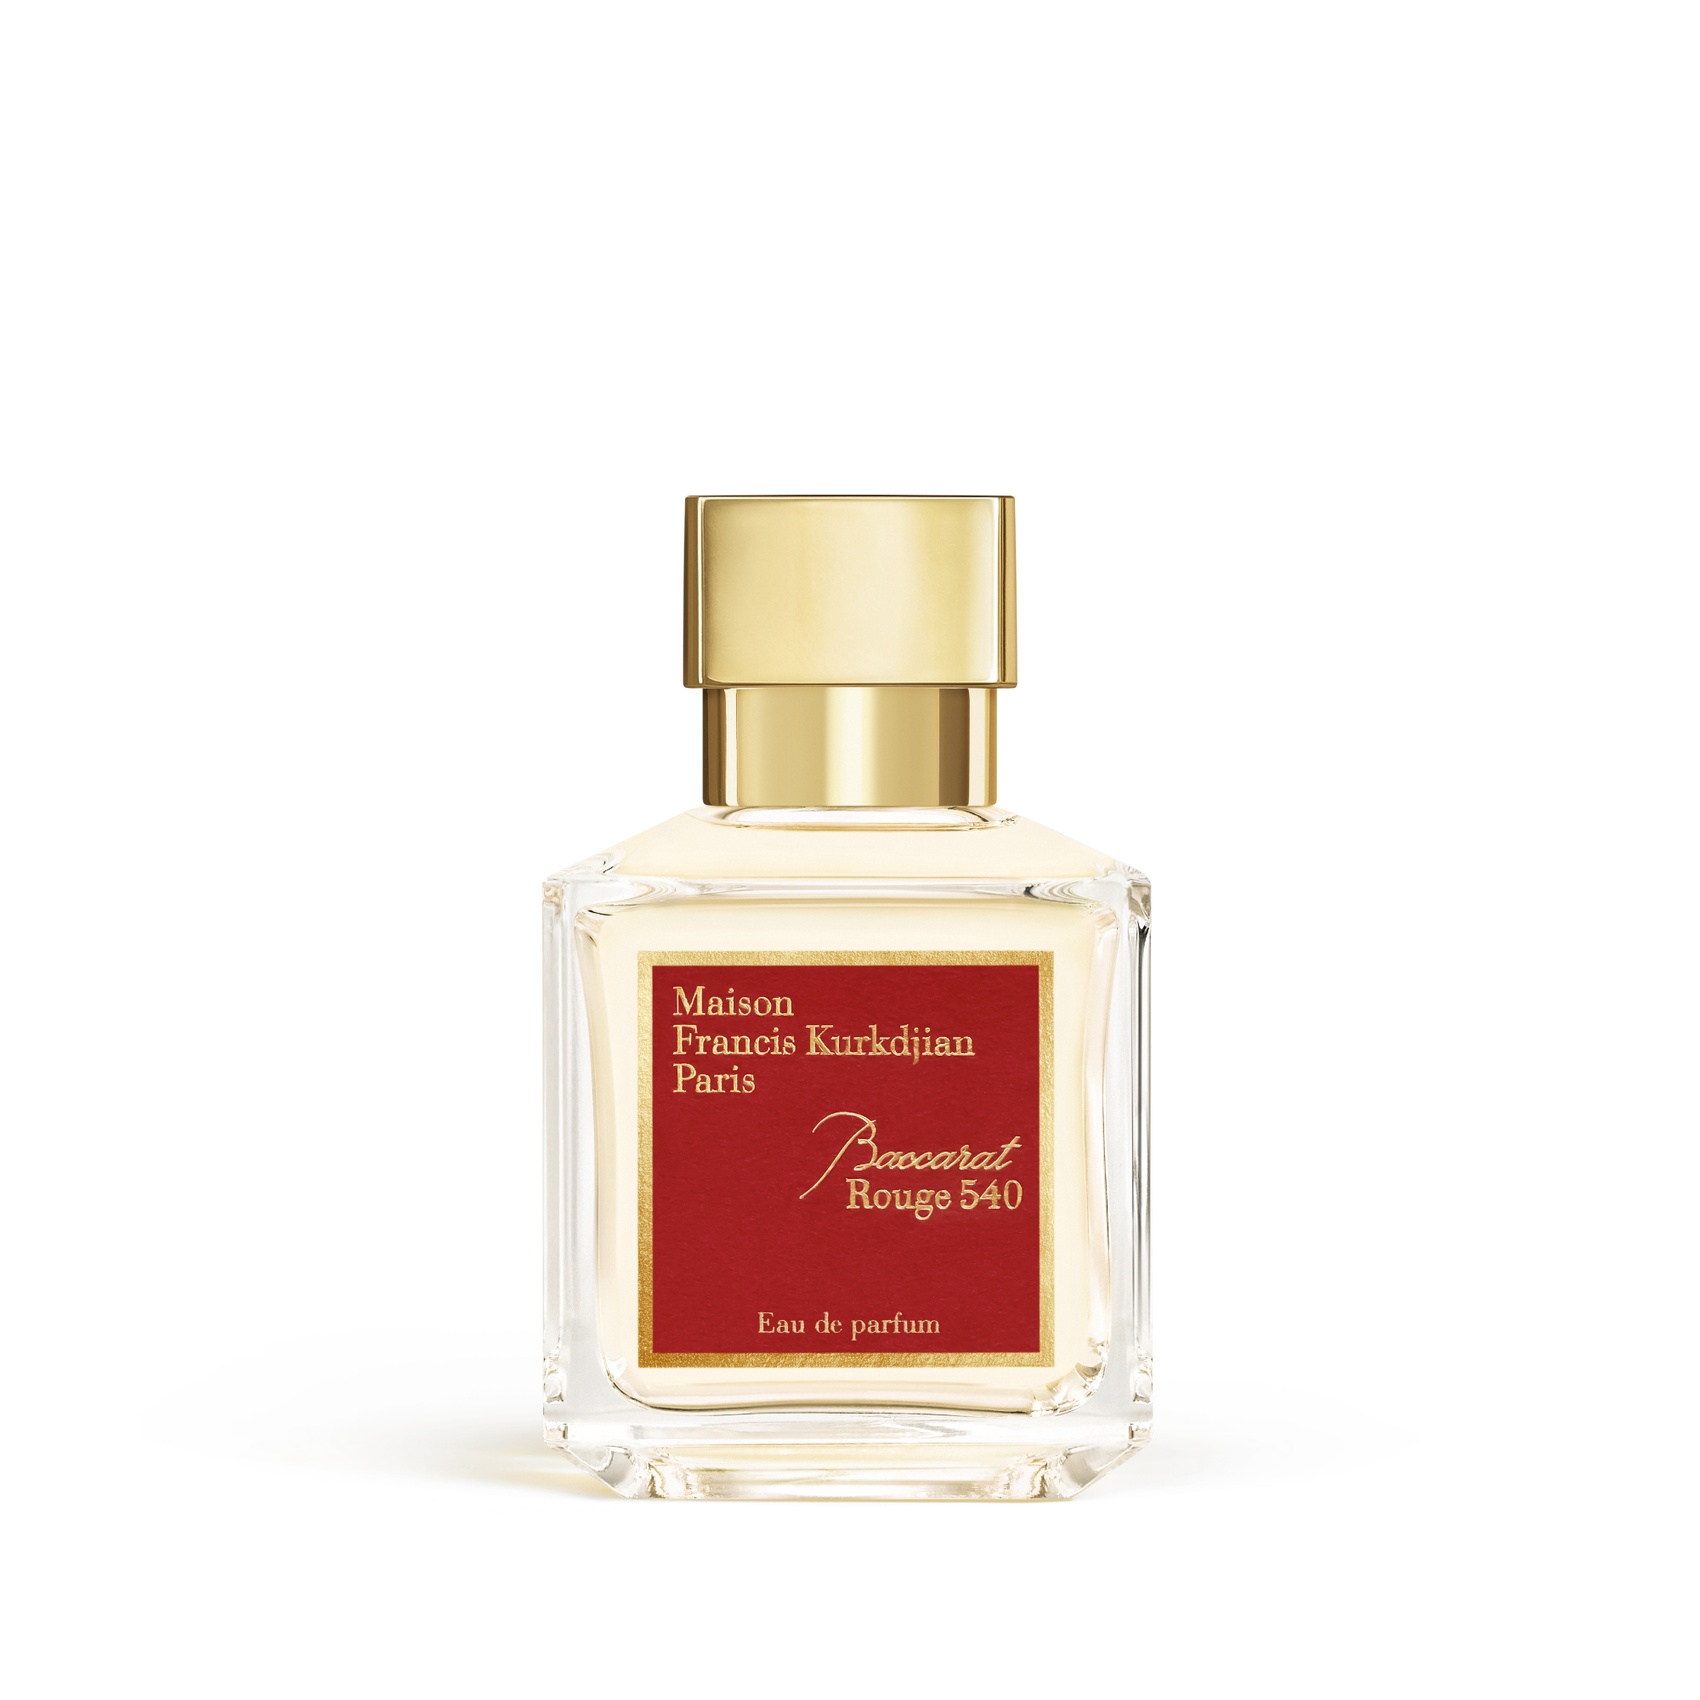 Maison
Francis Kurkdjian
Paris
Baccarat
Rouge 540
Eau de parfum